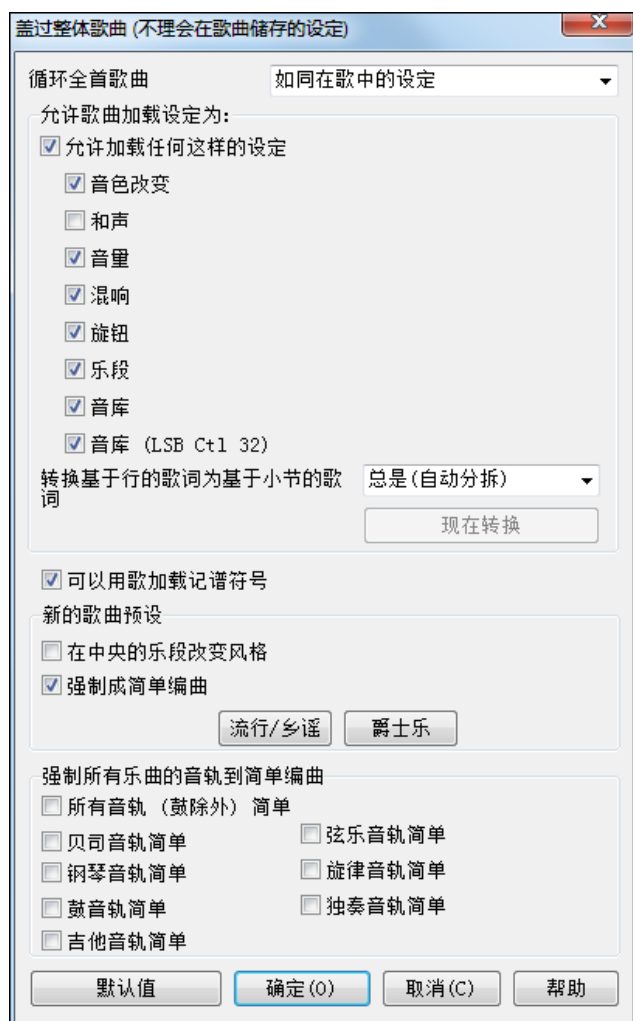 盖过整体歌曲 (不理会在歌曲储存的设定)
循环全首歌曲 如同在歌中的设定
允许歌曲加载设定为:
允许加载任何这样的设定
音色改变
和声
音量
混响
旋钮
乐段
音库
音库 (LSB Ctl 32)
转换基于行的歌词为基于小节的歌 总是(自动分拆)
词
现在转换
可以用歌加载记谱符号
新的歌曲预设
在中央的乐段改变风格
强制成简单编曲
流行/乡谣 爵士乐
强制所有乐曲的音轨到简单编曲
所有音轨 (鼓除外) 简单
贝司音轨简单 弦乐音轨简单
钢琴音轨简单 旋律音轨简单
鼓音轨简单 独奏音轨简单
吉他音轨简单
默认值 确定(O) 取消(C) 帮助